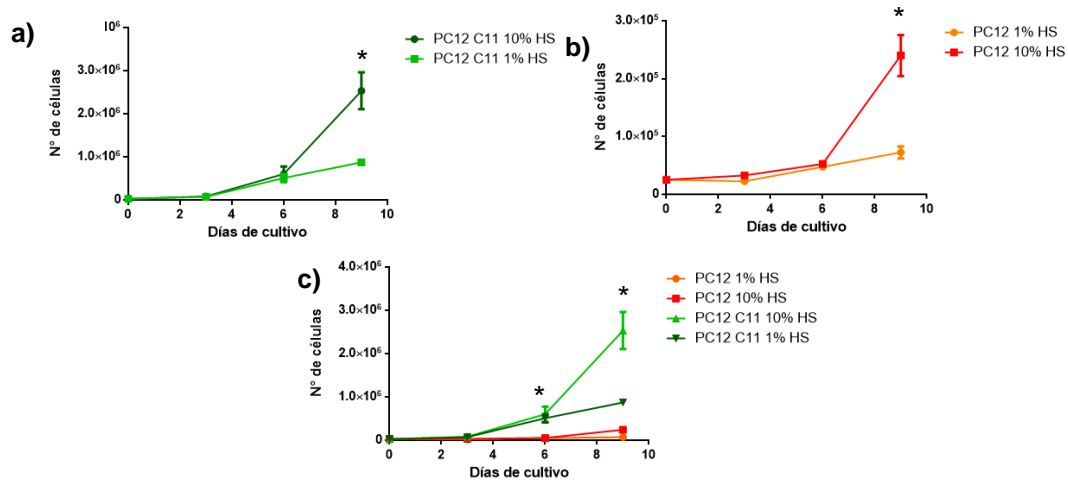 a)
10⁶
3.0×10⁶
2.0×10⁶
1.0×10⁶
0
N° de células
0 2 4 6 8 10
Días de cultivo
*
PC12 C11 10% HS
PC12 C11 1% HS
b)
3.0×10⁵
2.0×10⁵
1.0×10⁵
0
N° de células
0 2 4 6 8 10
Días de cultivo
*
PC12 1% HS
PC12 10% HS
c)
4.0×10⁶
3.0×10⁶
2.0×10⁶
1.0×10⁶
0
N° de células
0 2 4 6 8 10
Días de cultivo
*
*
PC12 1% HS
PC12 10% HS
PC12 C11 10% HS
PC12 C11 1% HS